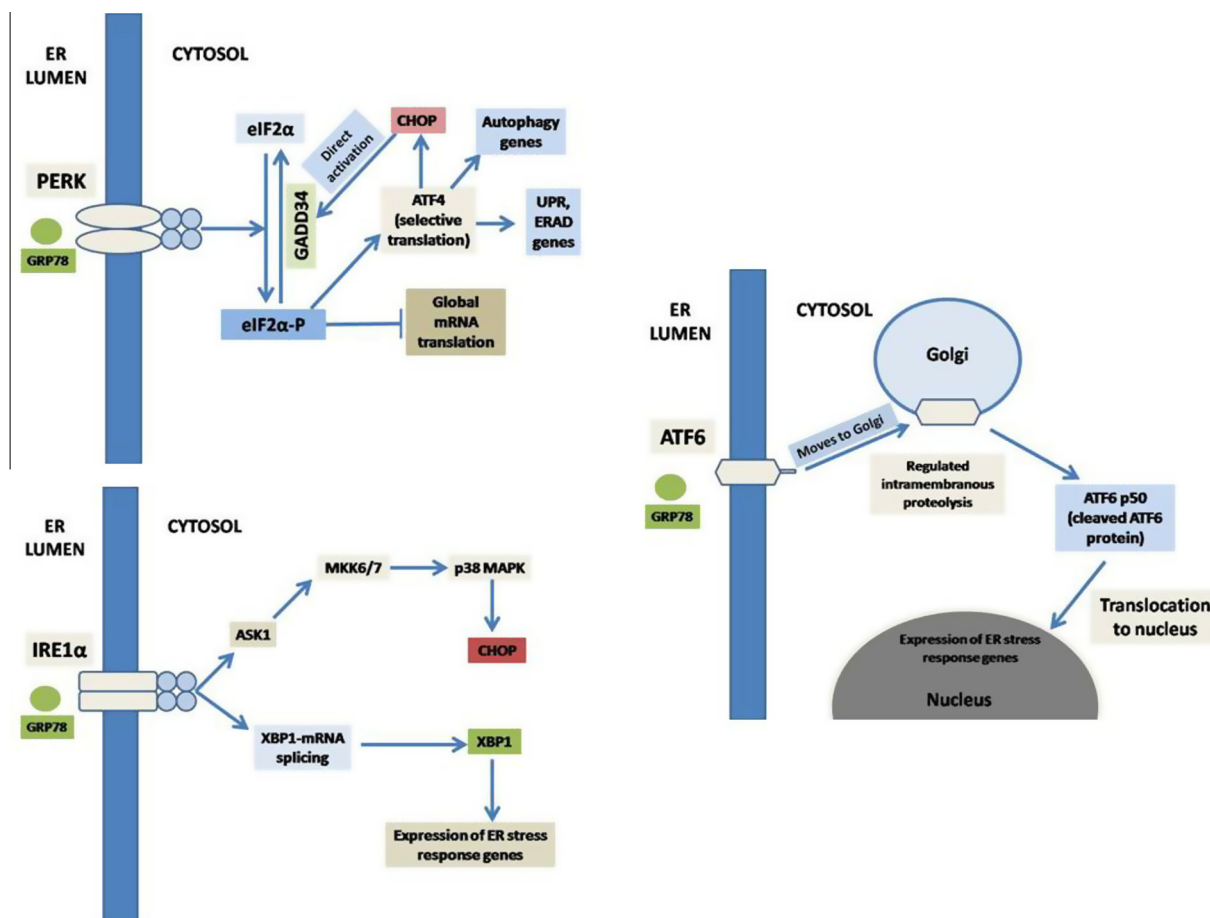 ER
LUMEN
CYTOSOL
eIF2α
CHOP
Autophagy
genes
Direct
activation
PERK
GADD34
ATF4
(selective
translation)
UPR,
ERAD
genes
GRP78
eIF2α-P
Global
mRNA
translation
ER
LUMEN
CYTOSOL
MKK6/7
p38 MAPK
ASK1
IRE1α
CHOP
GRP78
XBP1-mRNA
splicing
XBP1
Expression of ER stress
response genes
ER
LUMEN
CYTOSOL
Golgi
ATF6
Moves to Golgi
Regulated
intramembranous
proteolysis
GRP78
ATF6 p50
(cleaved ATF6
protein)
Translocation
to nucleus
Expression of ER stress
response genes
Nucleus